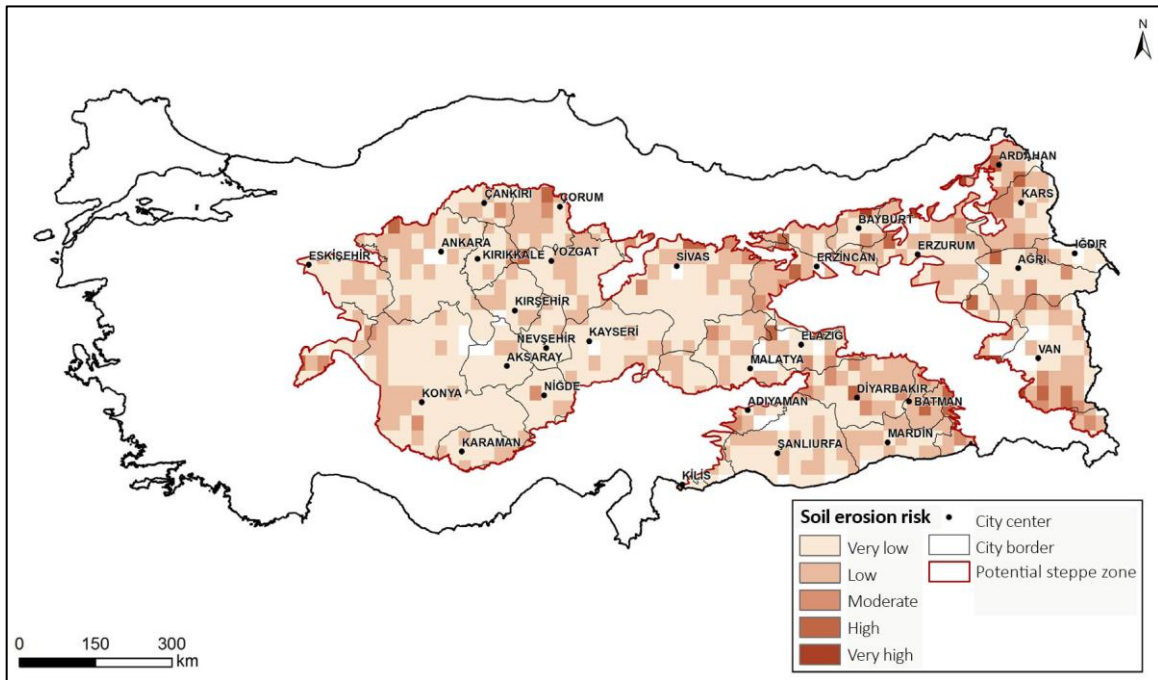 N
ARDAHAN
KARS
ÇANKIRI
ÇORUM
BAYBURT
ANKARA
KIRIKKALE
YOZGAT
ESKİŞEHİR
SİVAS
ERZİNCAN
ERZURUM
IĞDIR
AĞRI
KIRŞEHİR
NEVŞEHİR
KAYSERİ
ELAZIĞ
VAN
AKSARAY
MALATYA
KONYA
NİĞDE
ADIYAMAN
DİYARBAKIR
BATMAN
KARAMAN
ŞANLIURFA
MARDİN
KİLİS
Soil erosion risk
Very low
Low
Moderate
High
Very high
City center
City border
Potential steppe zone
0 150 300
km